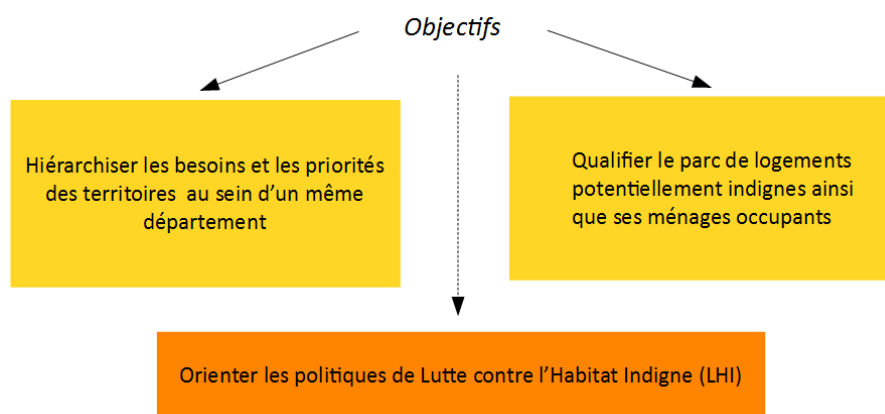 Objectifs
Hiérarchiser les besoins et les priorités
des territoires au sein d’un même
département
Qualifier le parc de logements
potentiellement indignes ainsi
que ses ménages occupants
Orienter les politiques de Lutte contre l’Habitat Indigne (LHI)